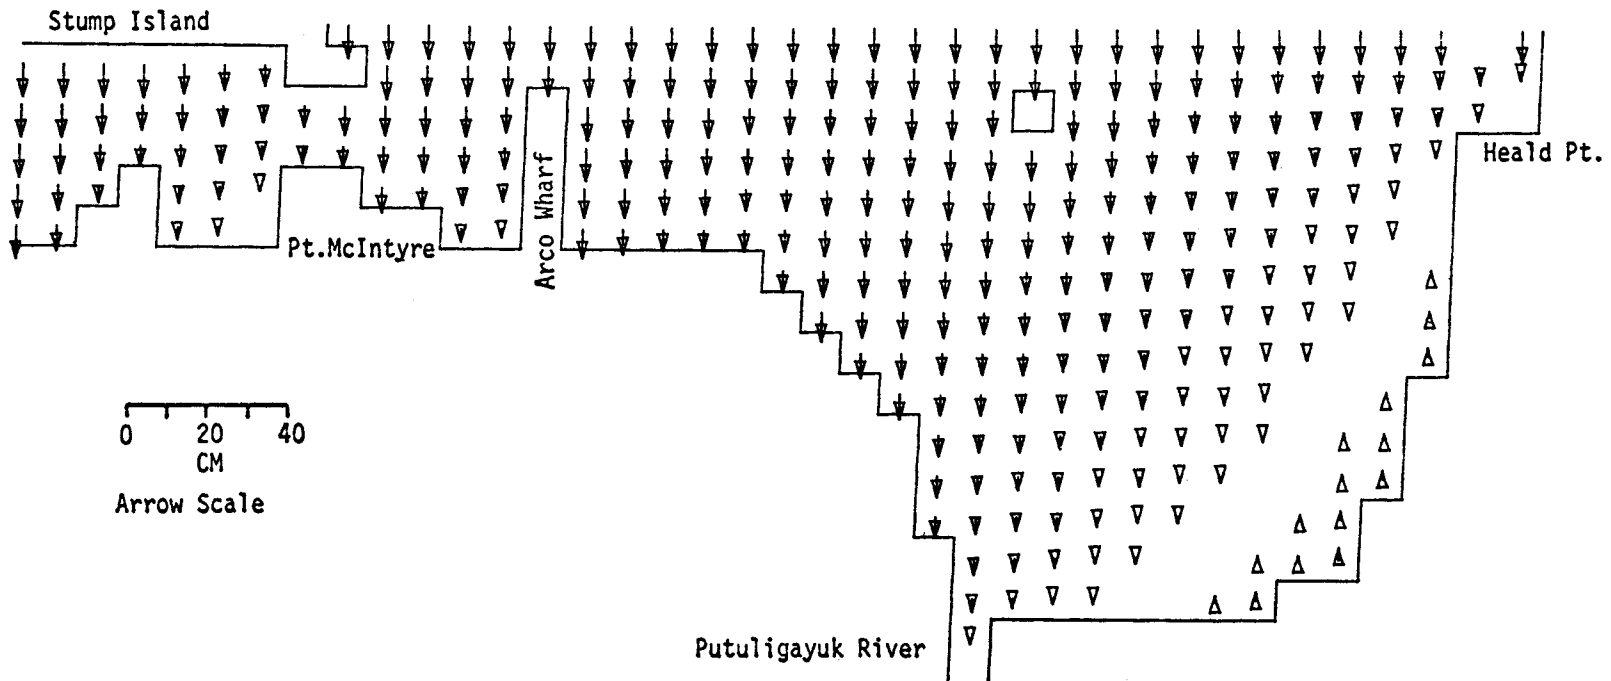 Stump Island
Heald Pt.
Arco Wharf
Pt.McIntyre
0 20 40
CM
Arrow Scale
Putuligayuk River